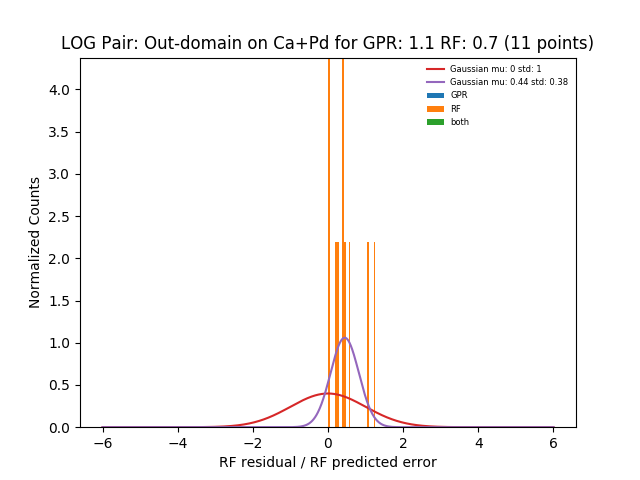 LOG Pair: Out-domain on Ca+Pd for GPR: 1.1 RF: 0.7 (11 points)
Gaussian mu: 0 std: 1
Gaussian mu: 0.44 std: 0.38
GPR
RF
both
Normalized Counts
4.0
3.5
3.0
2.5
2.0
1.5
1.0
0.5
0.0
−6 −4 −2 0 2 4 6
RF residual / RF predicted error